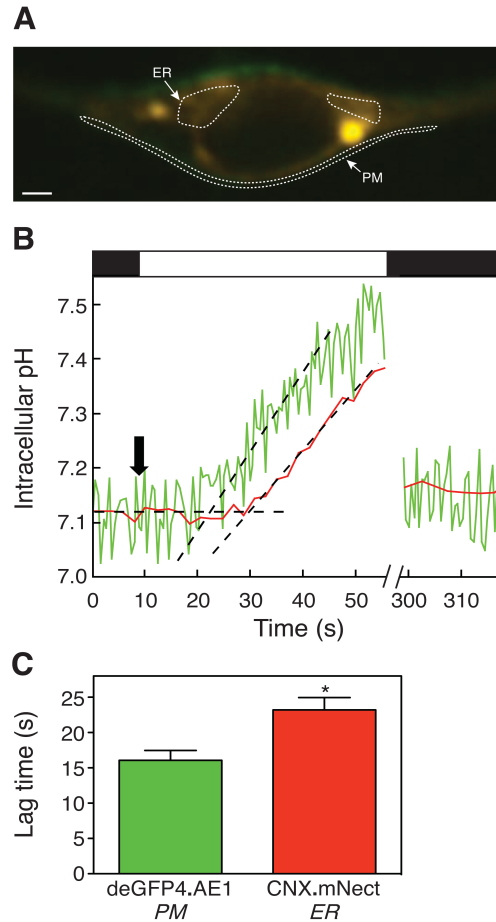 A
ER
PM
B
Intracellular pH
7.5
7.4
7.3
7.2
7.1
7.0
0 10 20 30 40 50 300 310
Time (s)
C
Lag time (s)
25
20
15
10
5
0
*
deGFP4.AE1 CNX.mNect
PM ER